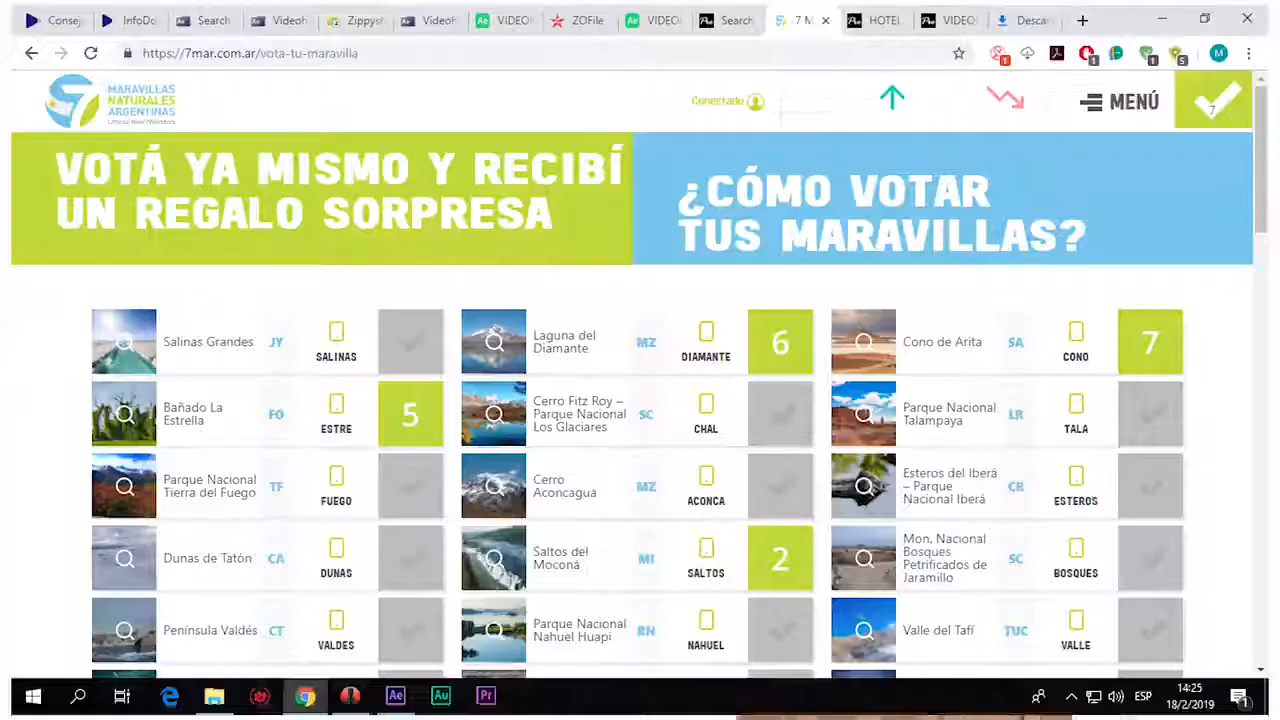 Consej
InfoDo
Search
Videoh
Zippysh
Videoh
VIDEO
ZOFile
VIDEO
Search
7 M
HOTEL
VIDEO
Descar
https://7mar.com.ar/vota-tu-maravilla
MARAVILLAS
NATURALES
ARGENTINAS
Conectado
MENÚ
7
VOTÁ YA MISMO Y RECIBÍ
UN REGALO SORPRESA
¿CÓMO VOTAR
TUS MARAVILLAS?
Salinas Grandes JY SALINAS
Laguna del
Diamante MZ DIAMANTE 6
Cono de Arita SA CONO 7
Bañado La
Estrella FO ESTRE 5
Cerro Fitz Roy –
Parque Nacional
Los Glaciares SC CHAL
Parque Nacional
Talampaya LR TALA
Parque Nacional
Tierra del Fuego TF FUEGO
Cerro
Aconcagua MZ ACONCA
Esteros del Iberá
– Parque
Nacional Iberá CR ESTEROS
Dunas de Tatón CA DUNAS
Saltos del
Moconá MI SALTOS 2
Mon. Nacional
Bosques
Petrificados de
Jaramillo SC BOSQUES
Península Valdés CT VALDES
Parque Nacional
Nahuel Huapi RN NAHUEL
Valle del Tafí TUC VALLE
Ae Au Pr
ESP
14:25
18/2/2019